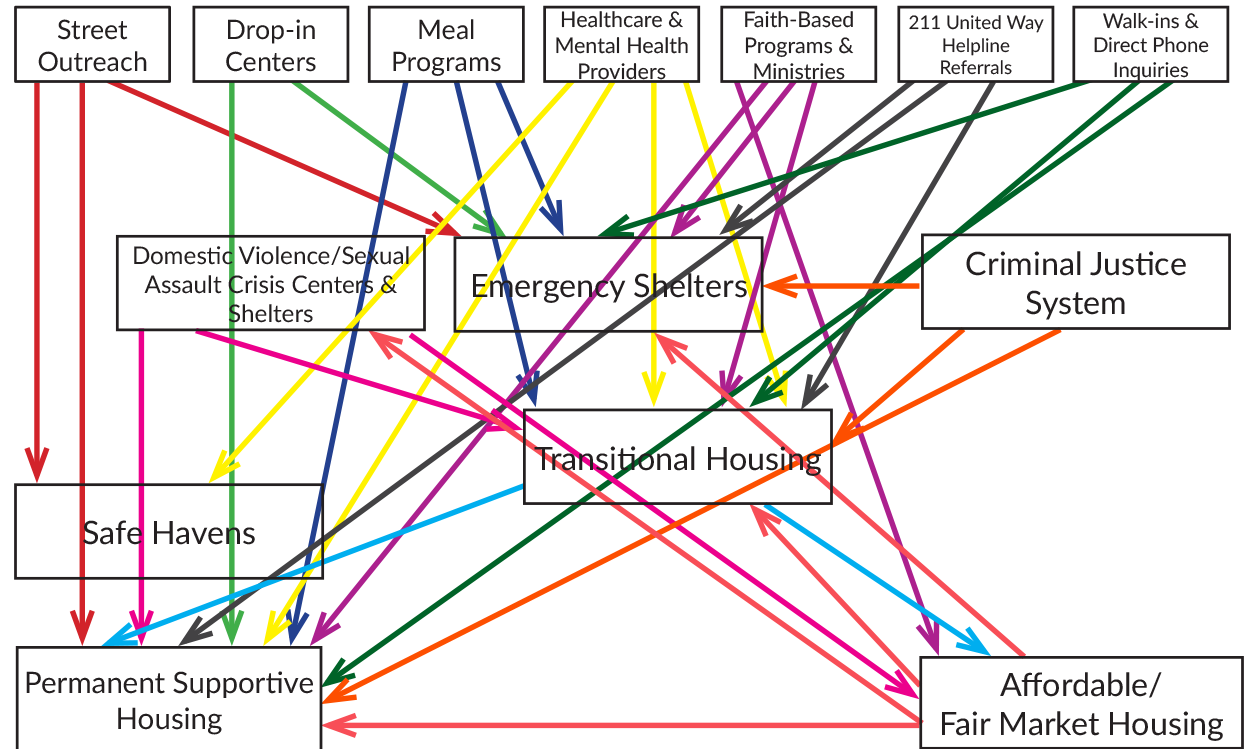 Street
Outreach
Drop-in
Centers
Meal
Programs
Healthcare &
Mental Health
Providers
Faith-Based
Programs &
Ministries
211 United Way
Helpline
Referrals
Walk-ins &
Direct Phone
Inquiries
Domestic Violence/Sexual
Assault Crisis Centers &
Shelters
Emergency Shelters
Criminal Justice
System
Transitional Housing
Safe Havens
Permanent Supportive
Housing
Affordable/
Fair Market Housing